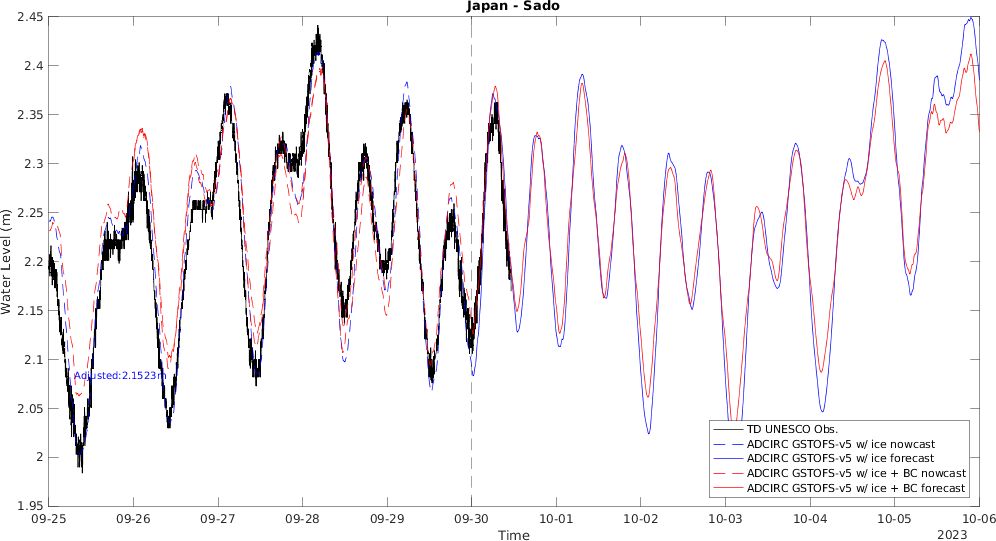 Japan - Sado
2.45
2.4
2.35
2.3
2.25
2.2
2.15
2.1
2.05
2
1.95
Water Level (m)
Adjusted:2.1523m
TD UNESCO Obs.
ADCIRC GSTOFS-v5 w/ ice nowcast
ADCIRC GSTOFS-v5 w/ ice forecast
ADCIRC GSTOFS-v5 w/ ice + BC nowcast
ADCIRC GSTOFS-v5 w/ ice + BC forecast
09-25 09-26 09-27 09-28 09-29 09-30 10-01 10-02 10-03 10-04 10-05 10-06
Time
2023